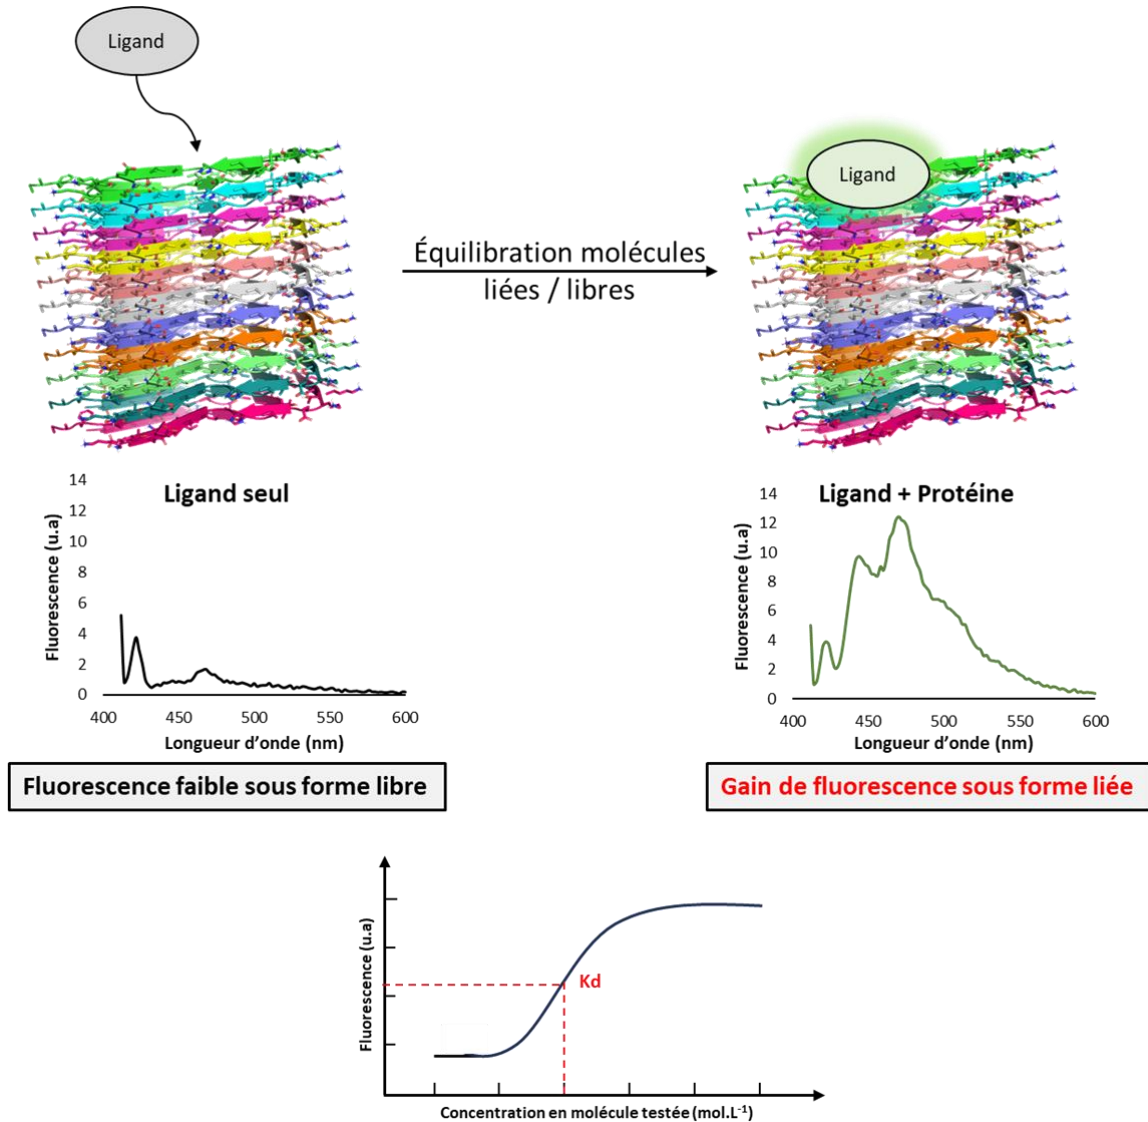 Ligand
Ligand
Équilibration molécules
liées / libres
Ligand seul
14
12
10
8
6
4
2
0
Fluorescence (u.a)
400
450
500
550
600
Longueur d’onde (nm)
Fluorescence faible sous forme libre
Ligand + Protéine
14
12
10
8
6
4
2
0
Fluorescence (u.a)
400
450
500
550
600
Longueur d’onde (nm)
Gain de fluorescence sous forme liée
Fluorescence (u.a)
Kd
Concentration en molécule testée (mol.L⁻¹)